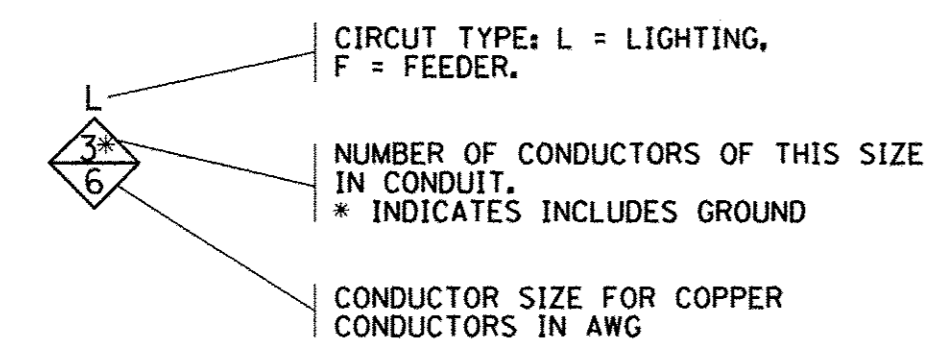 CIRCUT TYPE: L = LIGHTING,
F = FEEDER.
L
3*
6
NUMBER OF CONDUCTORS OF THIS SIZE
IN CONDUIT.
* INDICATES INCLUDES GROUND
CONDUCTOR SIZE FOR COPPER
CONDUCTORS IN AWG